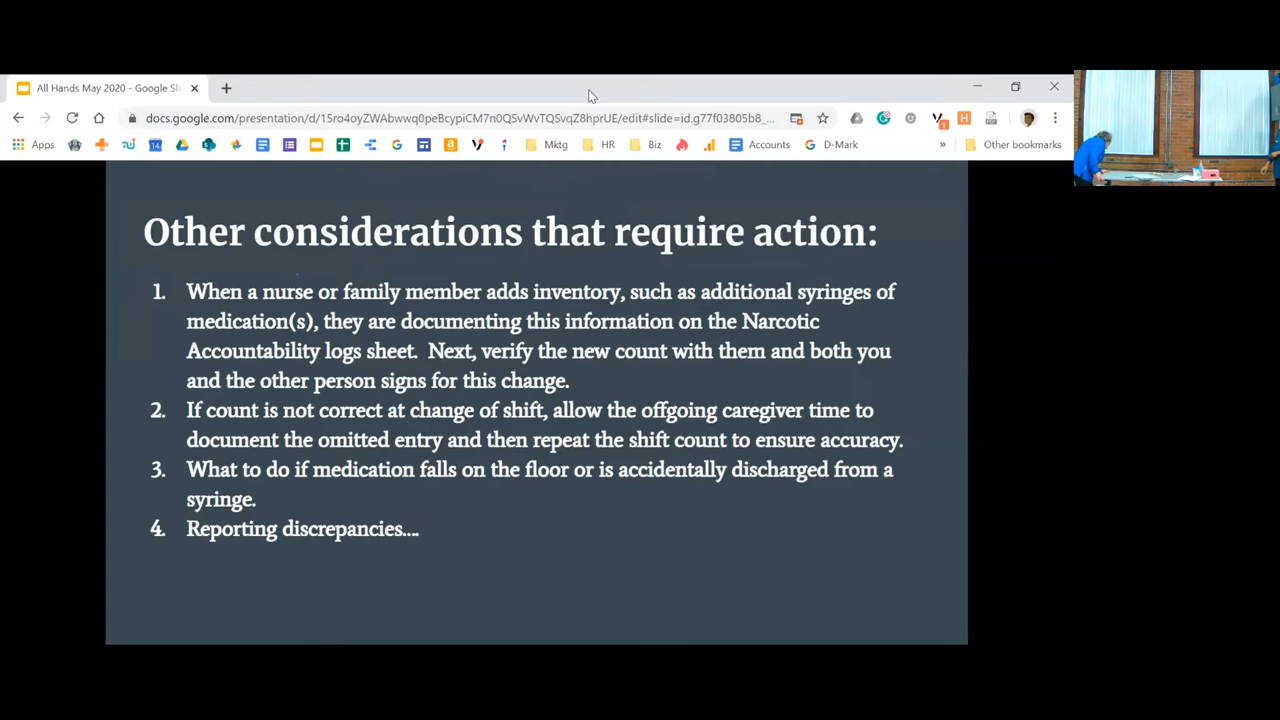 All Hands May 2020 - Google Sli
docs.google.com/presentation/d/15ro4oyZWAbwwq0peBcypiCM7n0QSvWvTQSvqZ8hprUE/edit#slide=id.g77f03805b8_...
Apps
Mktg
HR
Biz
Accounts
D-Mark
»
Other bookmarks
Other considerations that require action:
1. When a nurse or family member adds inventory, such as additional syringes of
medication(s), they are documenting this information on the Narcotic
Accountability logs sheet. Next, verify the new count with them and both you
and the other person signs for this change.
2. If count is not correct at change of shift, allow the offgoing caregiver time to
document the omitted entry and then repeat the shift count to ensure accuracy.
3. What to do if medication falls on the floor or is accidentally discharged from a
syringe.
4. Reporting discrepancies....